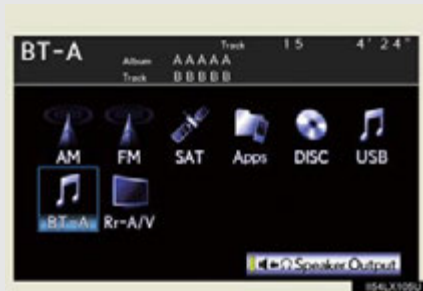 BT-A Track 15 4' 24"
Album AAAAA
Track BBBBB
AM FM SAT Apps DISC USB
BT-A Rr-A/V
Speaker Output
II54LX105U